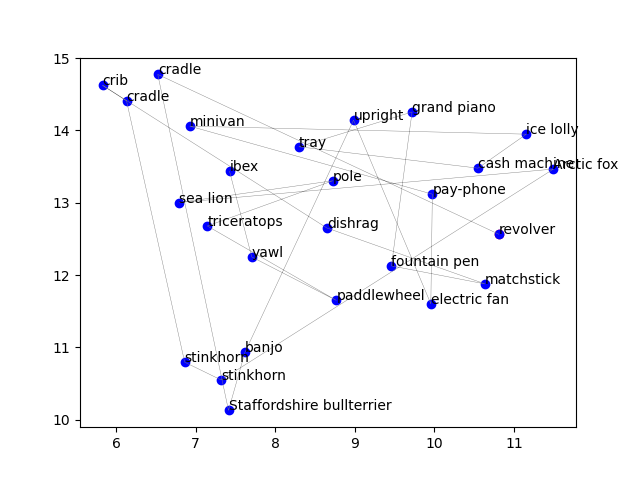 15
cradle
crib
cradle
grand piano
minivan
upright
14
ice lolly
tray
ibex
cash machine
Arctic fox
pole
13
sea lion
pay-phone
triceratops
dishrag
revolver
yawl
fountain pen
12
matchstick
paddlewheel
electric fan
11
banjo
stinkhorn
stinkhorn
Staffordshire bullterrier
10
6 7 8 9 10 11